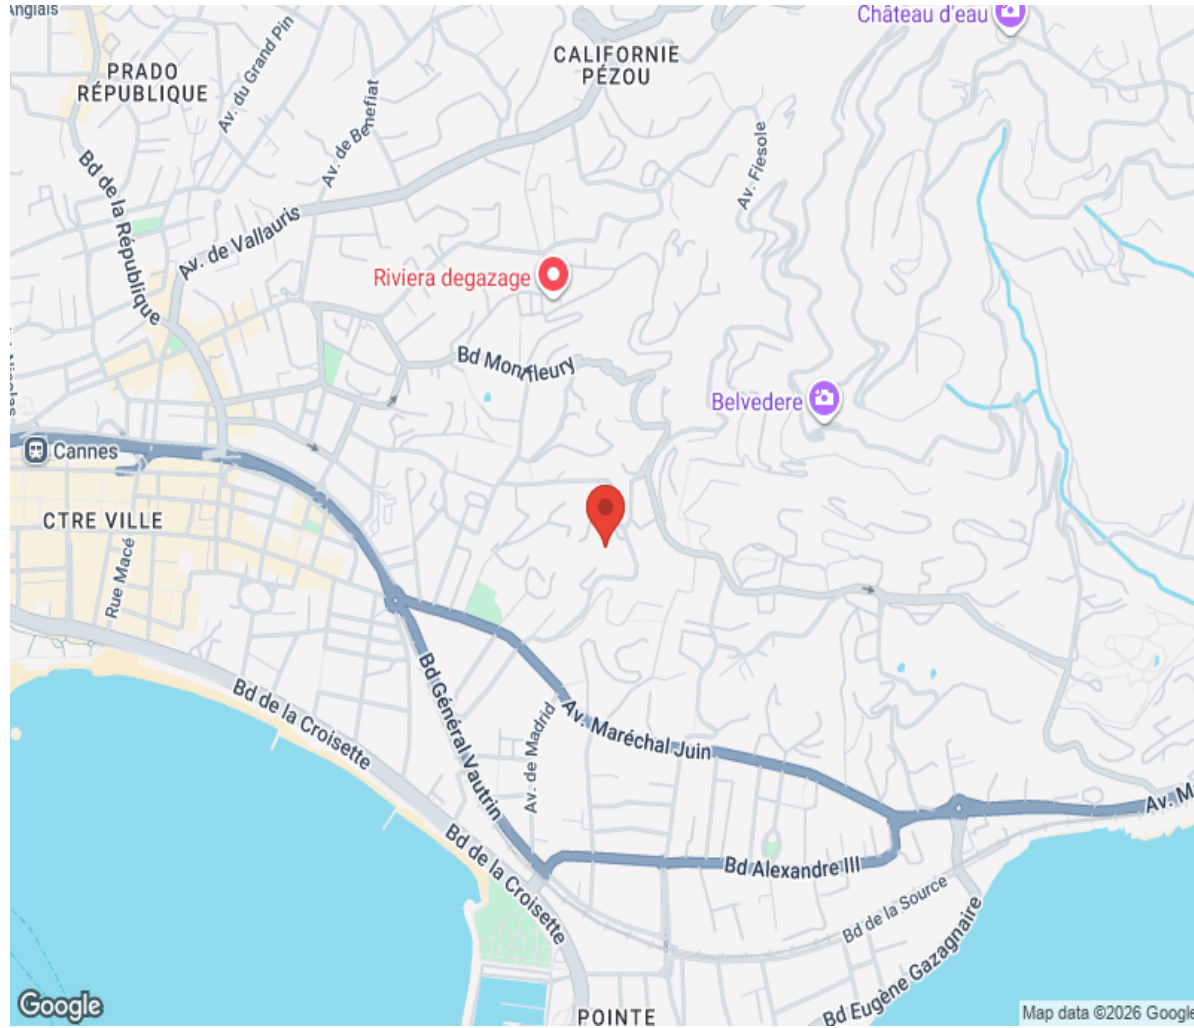 Anglais
Château d'eau
CALIFORNIE
PÉZOU
PRADO
RÉPUBLIQUE
Av. du Grand Pin
Av. de Benefiat
Av. Fiesole
Bd de la République
Av. de Vallauris
Riviera degazage
Bd Montfleury
Belvedere
Cannes
CTRE VILLE
Rue Macé
Bd de la Croisette
Bd Général Vautrin
Av. de Madrid
Av. Maréchal Juin
Av. M
Bd de la Croisette
Bd Alexandre III
Bd de la Source
Bd Eugène Gazagnaire
POINTE
Google
Map data ©2026 Google